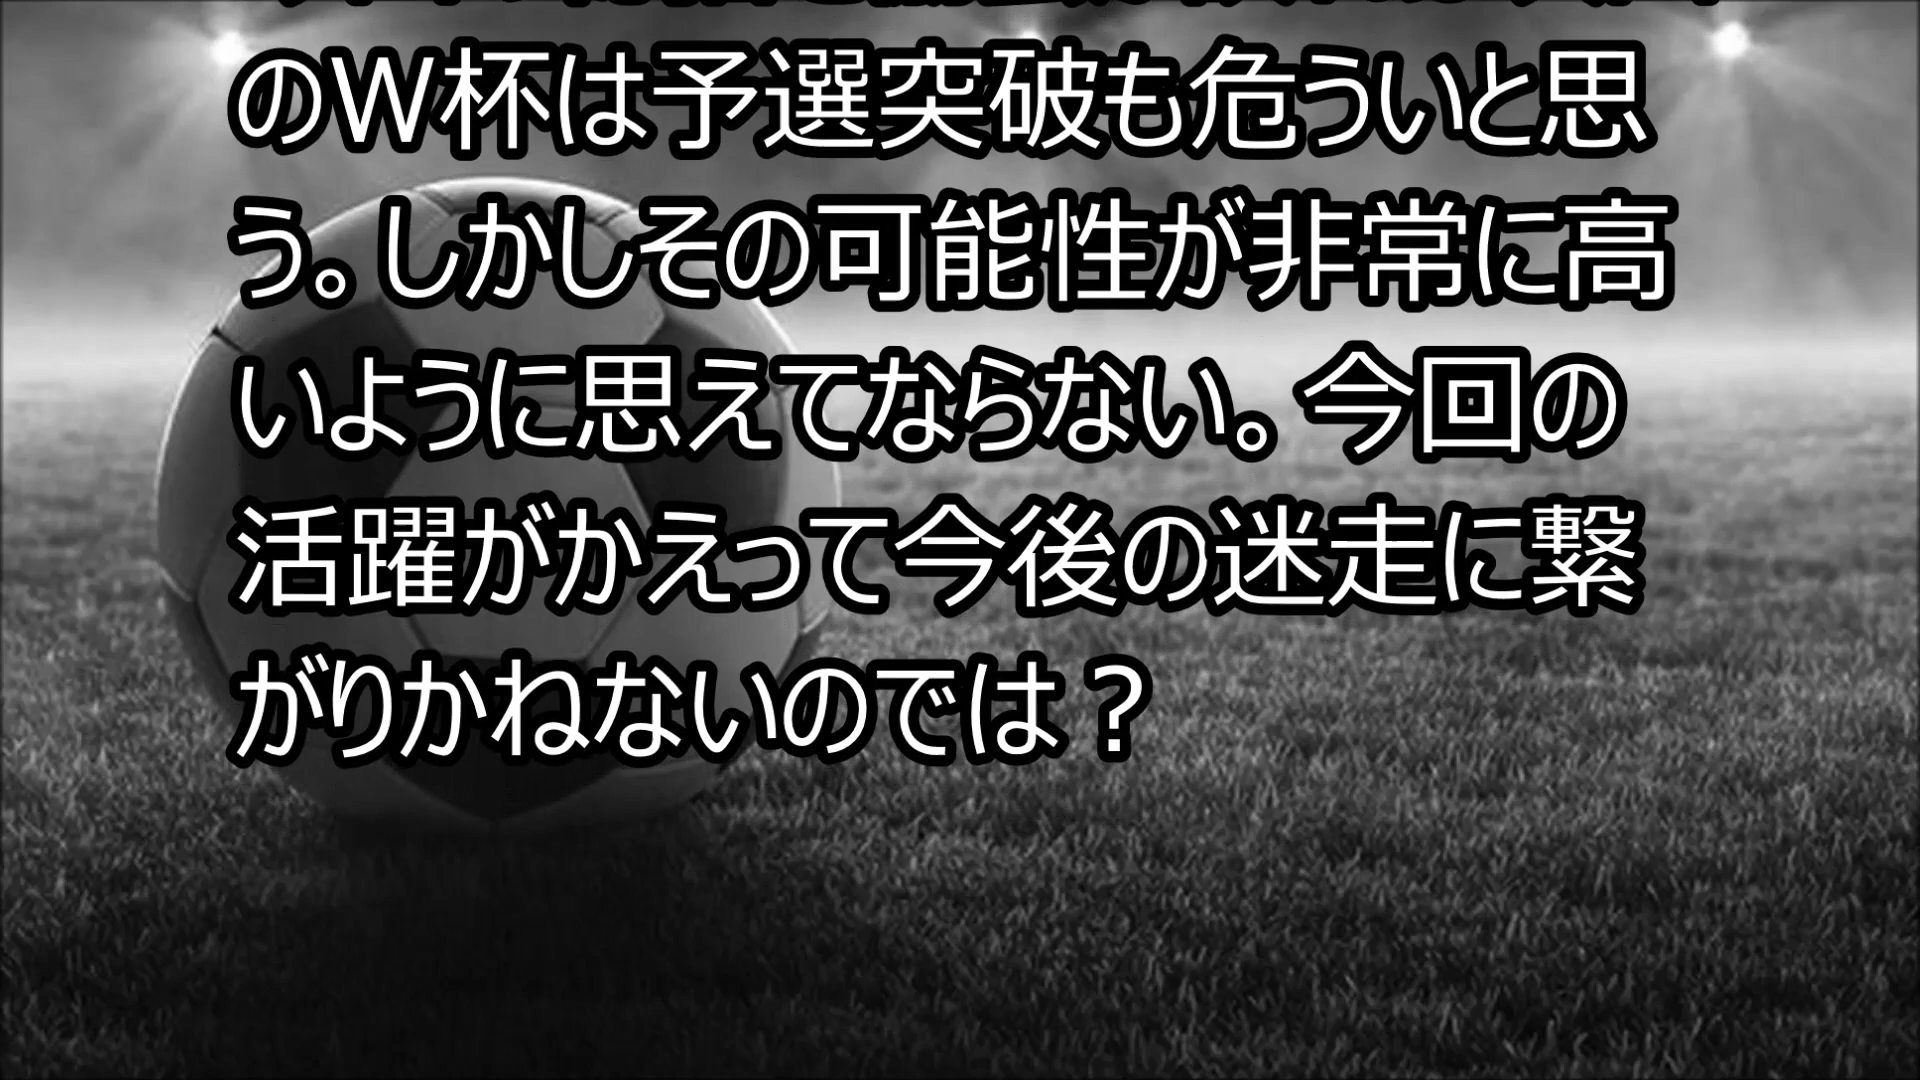 のW杯は予選突破も危ういと思
う。しかしその可能性が非常に高
いように思えてならない。今回の
活躍がかえって今後の迷走に繋
がりかねないのでは？